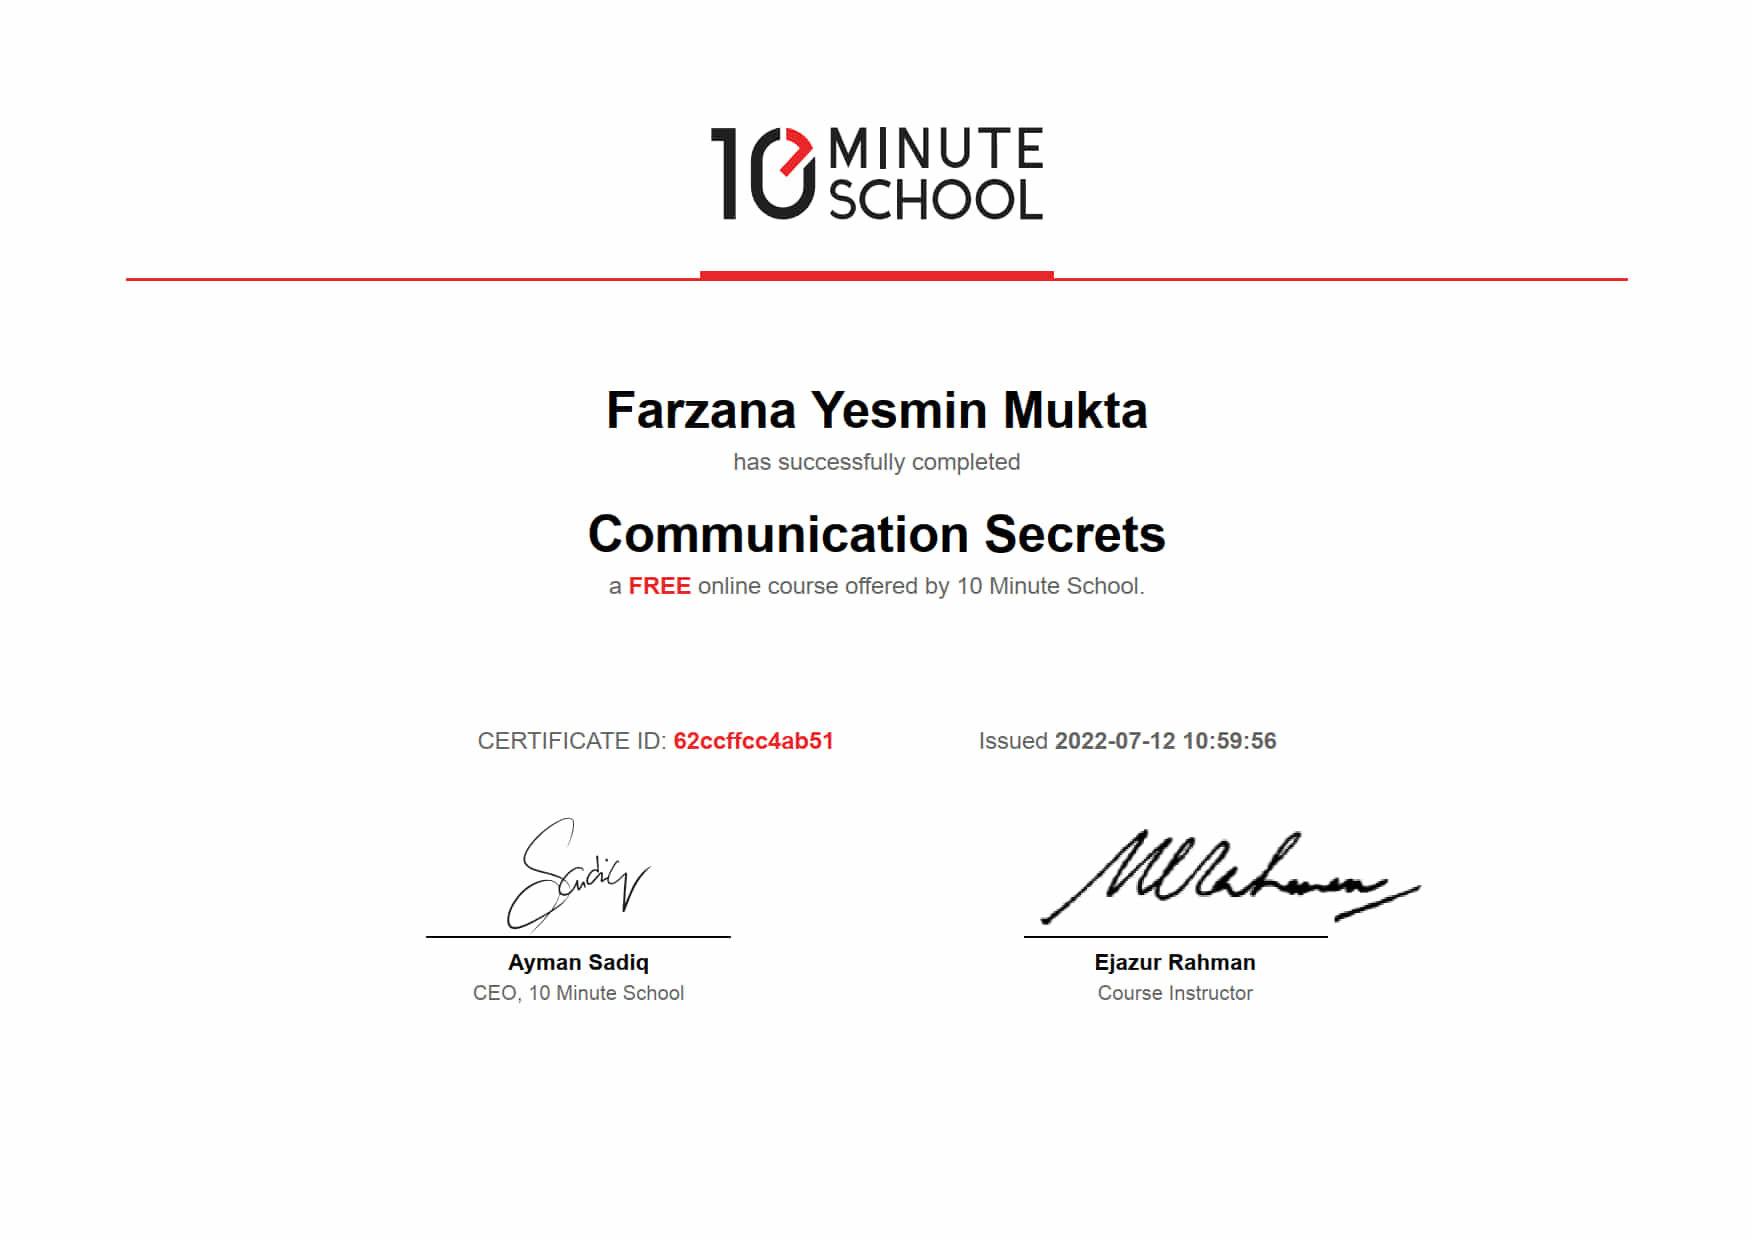 10 MINUTE
SCHOOL
Farzana Yesmin Mukta
has successfully completed
Communication Secrets
a FREE online course offered by 10 Minute School.
CERTIFICATE ID: 62ccffcc4ab51 Issued 2022-07-12 10:59:56
Sadiq
Ayman Sadiq
CEO, 10 Minute School
Ejazur Rahman
Course Instructor